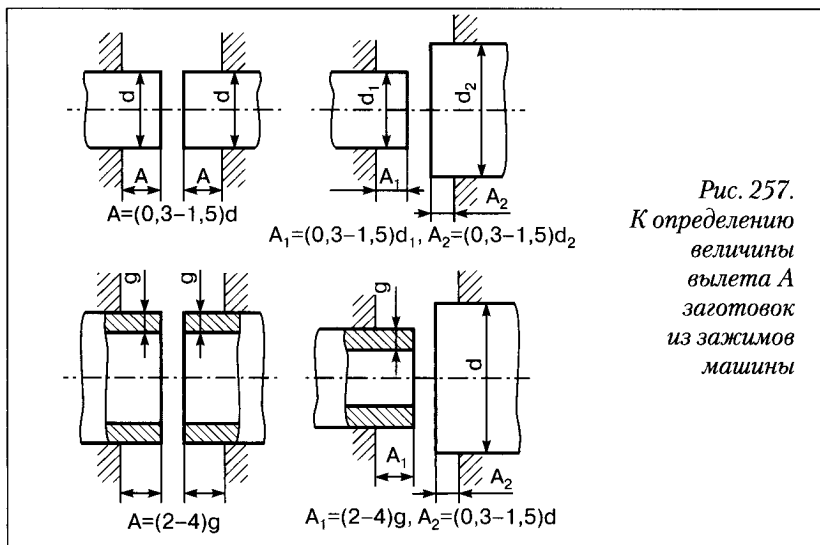 d
d
A
A
A=(0,3–1,5)d
d₁
d₂
A₁
A₂
A₁=(0,3–1,5)d₁, A₂=(0,3–1,5)d₂
g
g
A=(2–4)g
g
d
A₁
A₂
A₁=(2–4)g, A₂=(0,3–1,5)d
Рис. 257.
К определению
величины
вылета А
заготовок
из зажимов
машины